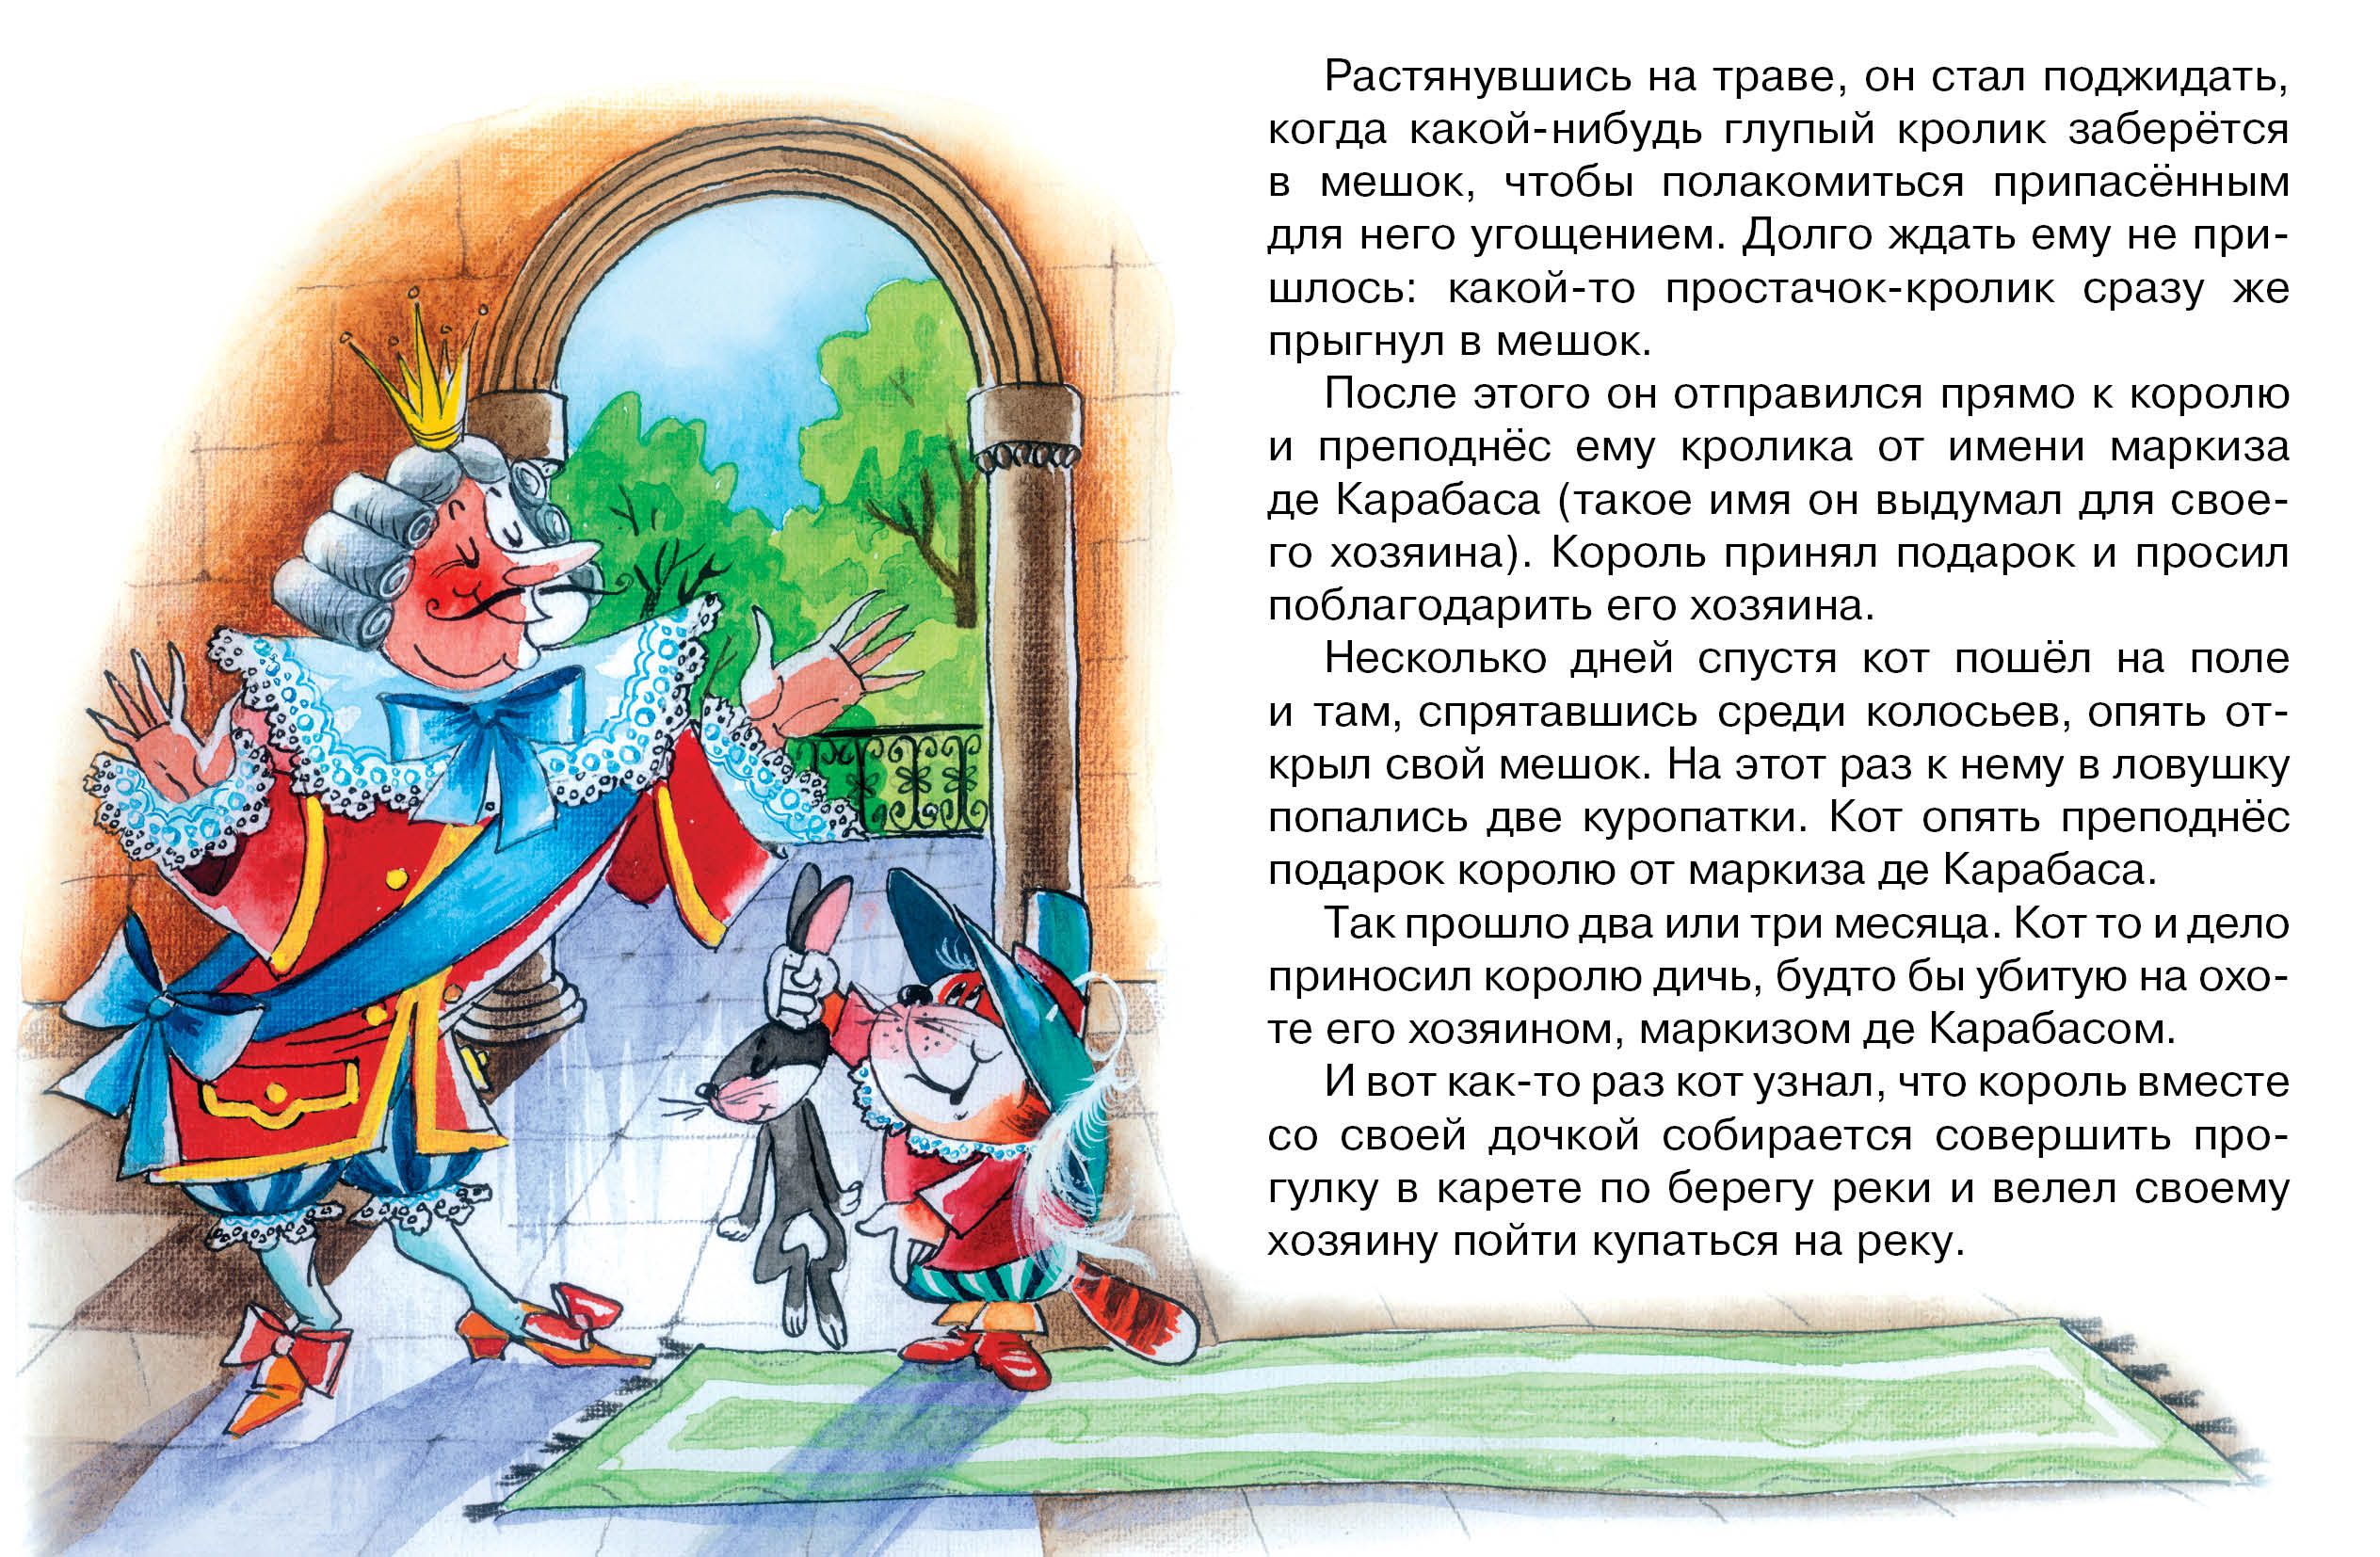 Растянувшись на траве, он стал поджидать,
когда какой-нибудь глупый кролик заберётся
в мешок, чтобы полакомиться припасённым
для него угощением. Долго ждать ему не при-
шлось: какой-то простачок-кролик сразу же
прыгнул в мешок.
После этого он отправился прямо к королю
и преподнёс ему кролика от имени маркиза
де Карабаса (такое имя он выдумал для свое-
го хозяина). Король принял подарок и просил
поблагодарить его хозяина.
Несколько дней спустя кот пошёл на поле
и там, спрятавшись среди колосьев, опять от-
крыл свой мешок. На этот раз к нему в ловушку
попались две куропатки. Кот опять преподнёс
подарок королю от маркиза де Карабаса.
Так прошло два или три месяца. Кот то и дело
приносил королю дичь, будто бы убитую на охо-
те его хозяином, маркизом де Карабасом.
И вот как-то раз кот узнал, что король вместе
со своей дочкой собирается совершить про-
гулку в карете по берегу реки и велел своему
хозяину пойти купаться на реку.